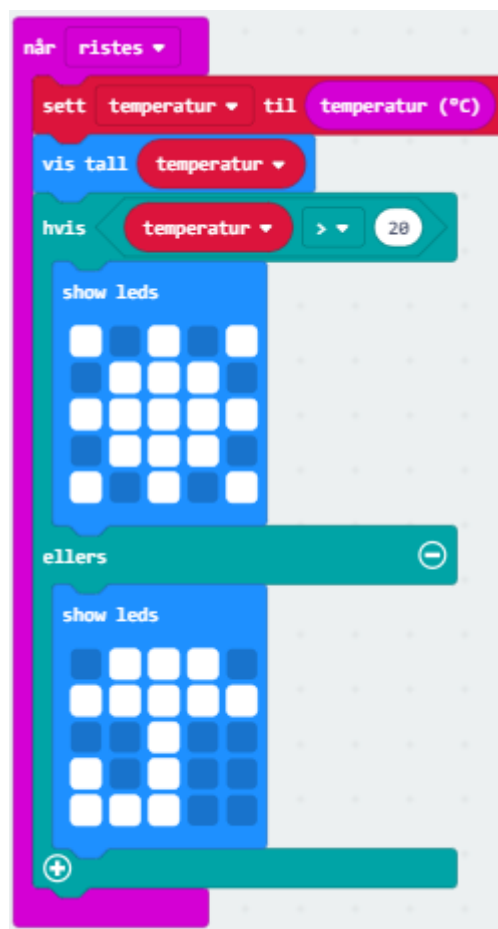 når ristes
sett temperatur til temperatur (°C)
vis tall temperatur
hvis temperatur > 20
show leds
ellers
show leds